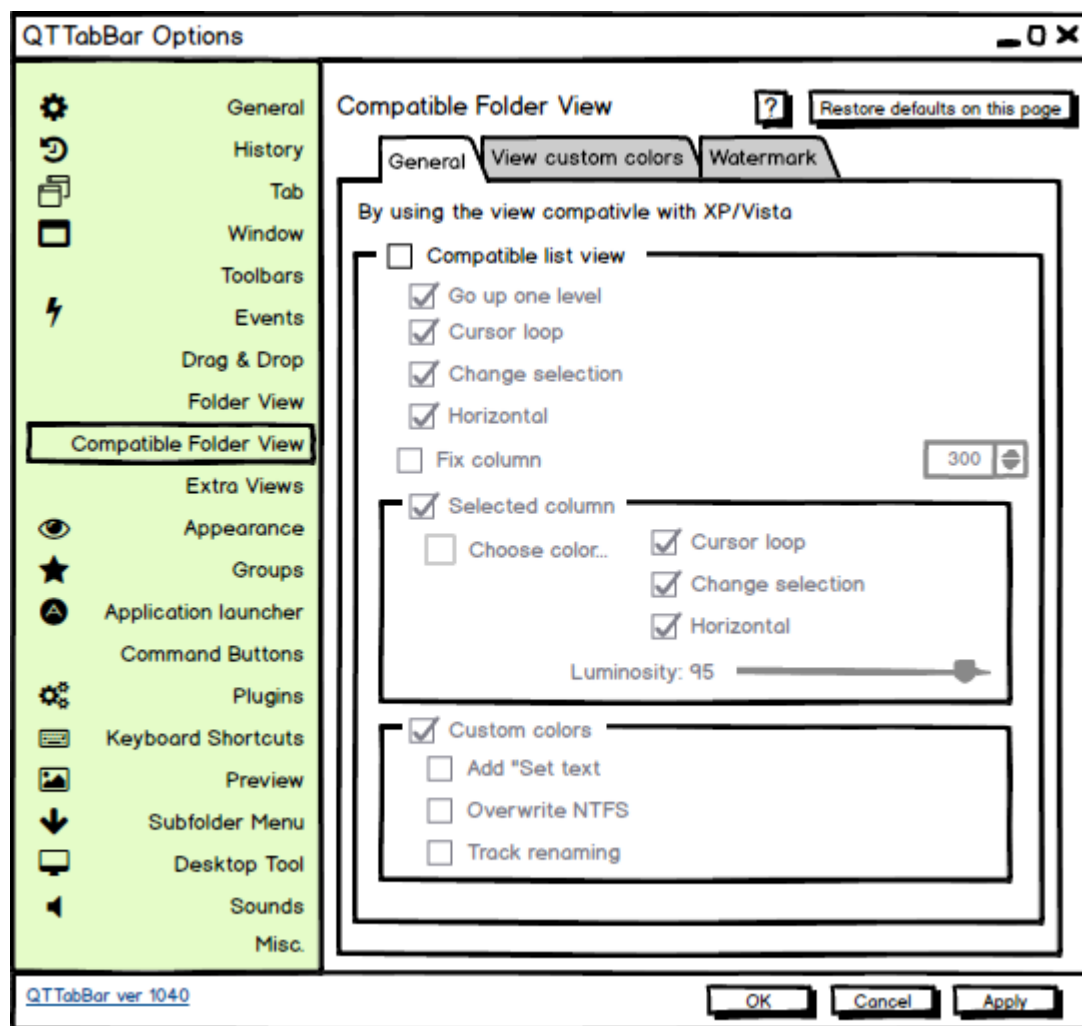 QTTabBar Options
General
History
Tab
Window
Toolbars
Events
Drag & Drop
Folder View
Compatible Folder View
Extra Views
Appearance
Groups
Application launcher
Command Buttons
Plugins
Keyboard Shortcuts
Preview
Subfolder Menu
Desktop Tool
Sounds
Misc.
Compatible Folder View
?
Restore defaults on this page
General
View custom colors
Watermark
By using the view compativle with XP/Vista
Compatible list view
Go up one level
Cursor loop
Change selection
Horizontal
Fix column
300
Selected column
Choose color...
Cursor loop
Change selection
Horizontal
Luminosity: 95
Custom colors
Add "Set text
Overwrite NTFS
Track renaming
QTTabBar ver 1040
OK
Cancel
Apply